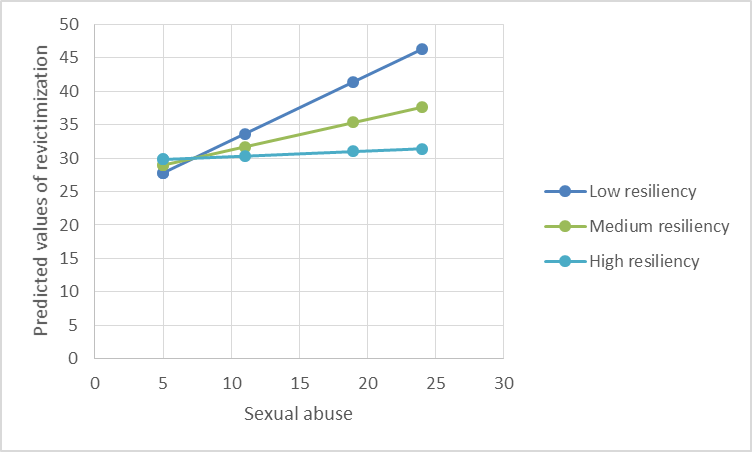 50
45
40
35
30
25
20
15
10
5
0
Predicted values of revictimization
0 5 10 15 20 25 30
Sexual abuse
Low resiliency
Medium resiliency
High resiliency